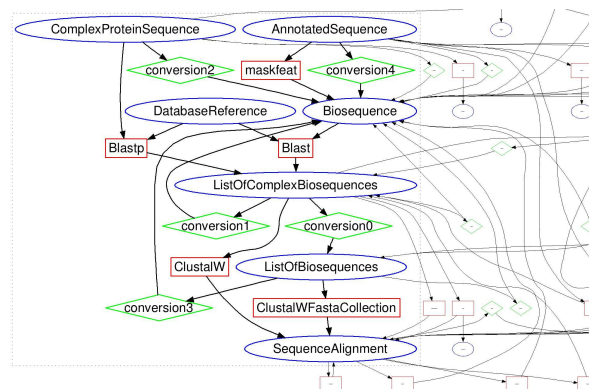 ComplexProteinSequence AnnotatedSequence
conversion2 maskfeat conversion4
DatabaseReference Biosequence
Blastp Blast
ListOfComplexBiosequences
conversion1 conversion0
ClustalW ListOfBiosequences
conversion3 ClustalWFastaCollection
SequenceAlignment